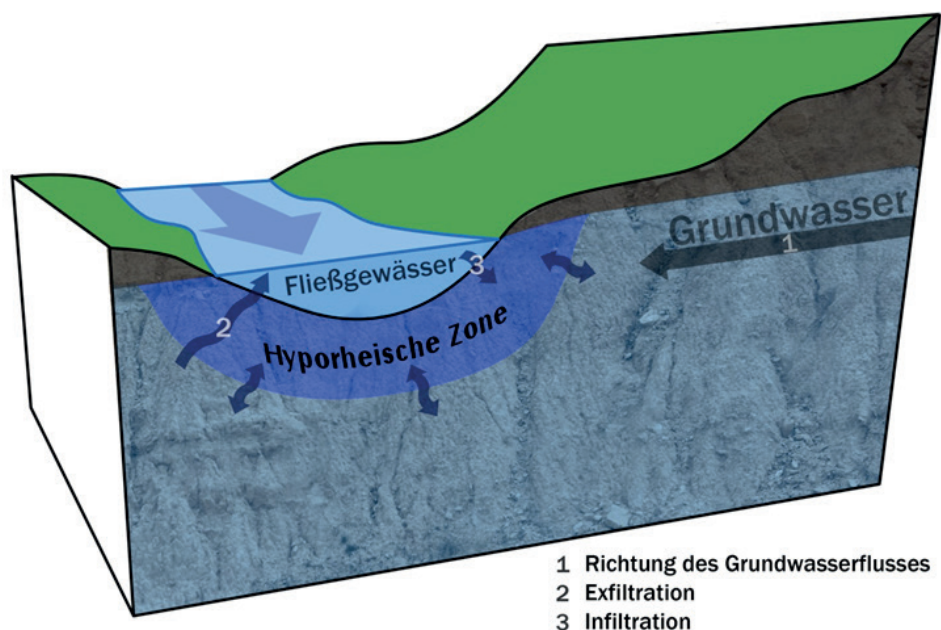 Grundwasser
1
Fließgewässer
3
2
Hyporheische Zone
1 Richtung des Grundwasserflusses
2 Exfiltration
3 Infiltration